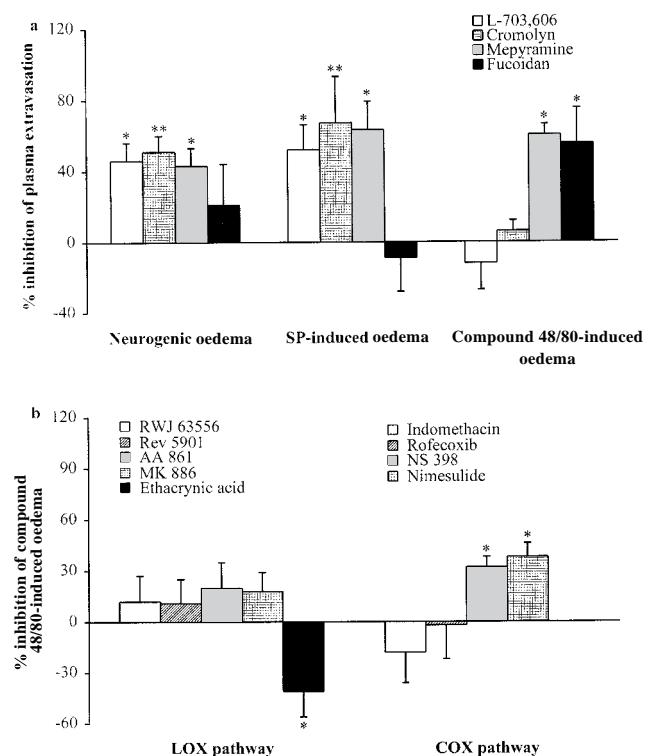 a
L-703,606
Cromolyn
Mepyramine
Fucoidan
% inhibition of plasma extravasation
120
80
40
0
-40
* ** *
* ** *
* *
Neurogenic oedema
SP-induced oedema
Compound 48/80-induced
oedema
b
RWJ 63556
Rev 5901
AA 861
MK 886
Ethacrynic acid
Indomethacin
Rofecoxib
NS 398
Nimesulide
% inhibition of compound
48/80-induced oedema
120
90
60
30
0
-30
-60
*
* *
LOX pathway
COX pathway